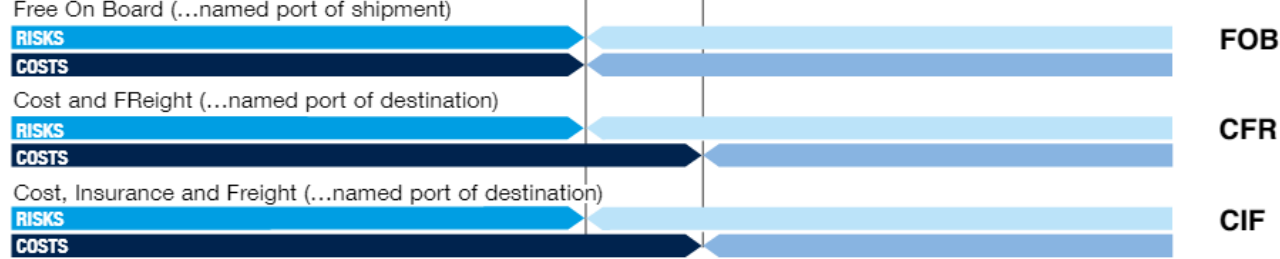 Free On Board (...named port of shipment)
RISKS
FOB
COSTS
Cost and FReight (...named port of destination)
RISKS
CFR
COSTS
Cost, Insurance and Freight (...named port of destination)
RISKS
CIF
COSTS